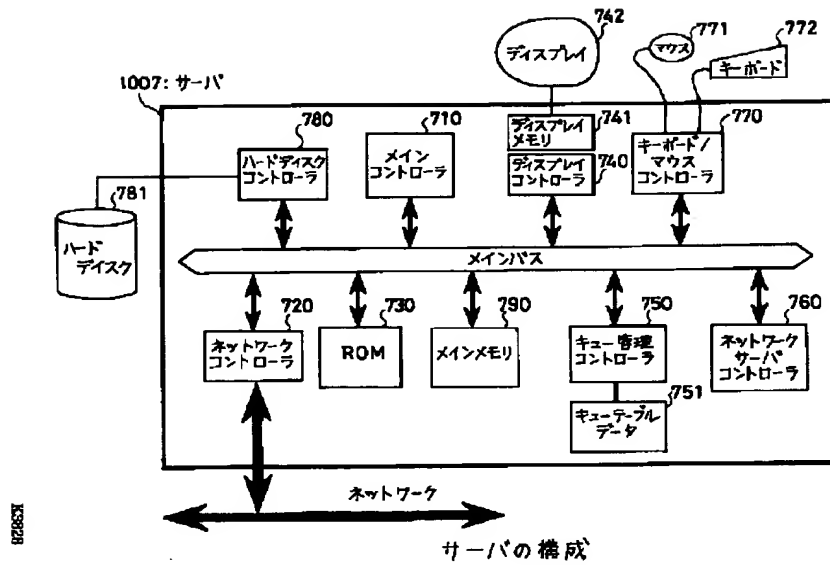 742
ディスプレイ
771
マウス
772
キーボード
1007:サーバ
780
ハードディスク
コントローラ
710
メイン
コントローラ
ディスプレイ
メモリ
741
ディスプレイ
コントローラ
740
770
キーボード/
マウス
コントローラ
781
ハード
ディスク
メインバス
720
ネットワーク
コントローラ
730
ROM
790
メインメモリ
750
キュー管理
コントローラ
760
ネットワーク
サーバ
コントローラ
751
キューテーブル
データ
ネットワーク
サーバの構成
K3828